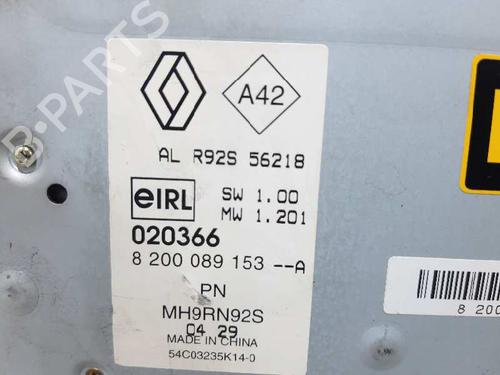 B-PARTS
A42
AL R92S 56218
eIRL
SW 1.00
MW 1.201
020366
8 200 089 153 --A
PN
MH9RN92S
04 29
MADE IN CHINA
54C03235K14-0
8 200